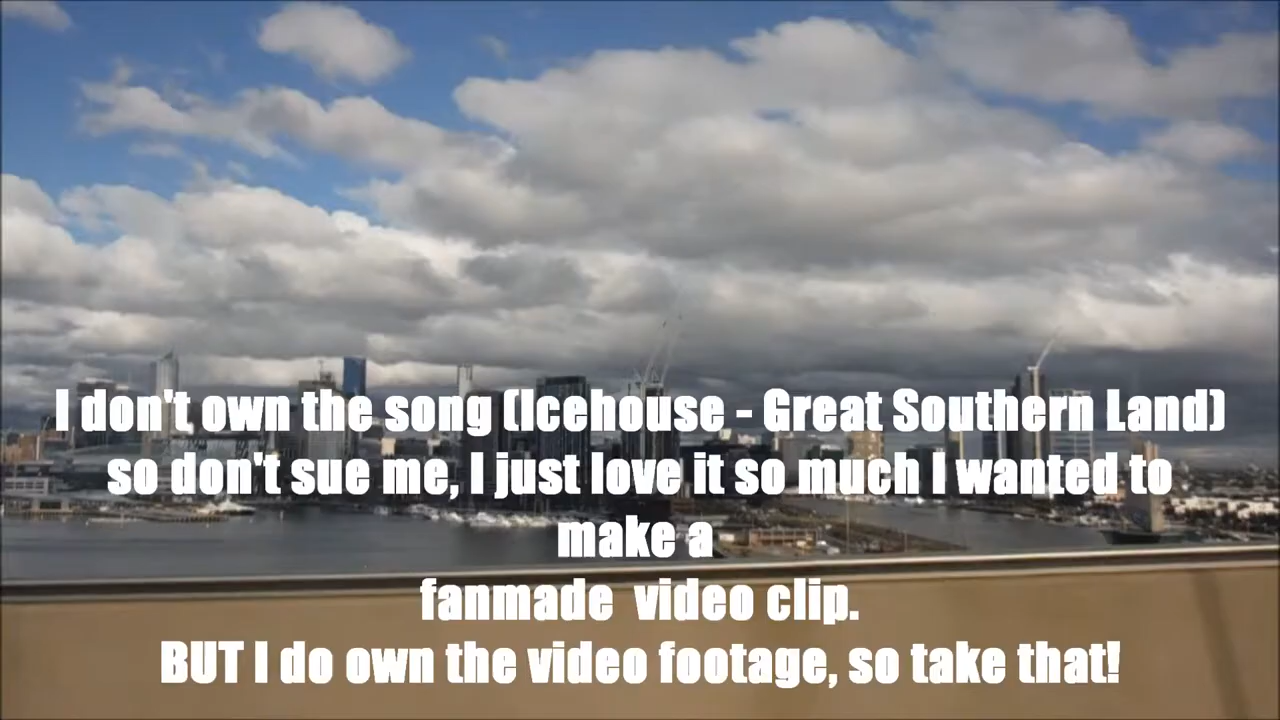 I don't own the song (Icehouse - Great Southern Land)
so don't sue me, I just love it so much I wanted to
make a
fanmade  video clip.
BUT I do own the video footage, so take that!